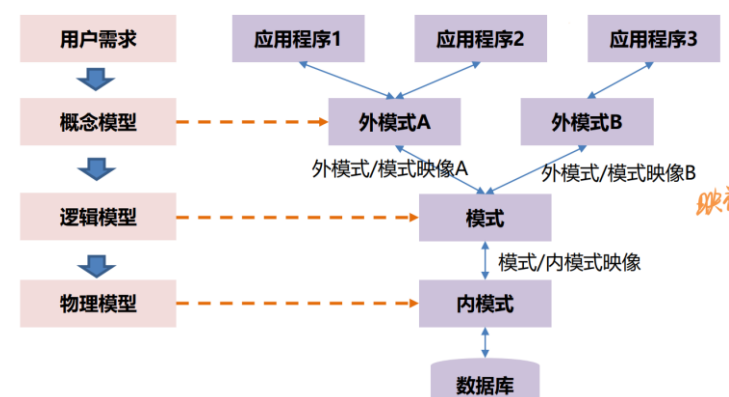 用户需求
应用程序1
应用程序2
应用程序3
概念模型
外模式A
外模式B
外模式/模式映像A
外模式/模式映像B
逻辑模型
模式
映
模式/内模式映像
物理模型
内模式
数据库